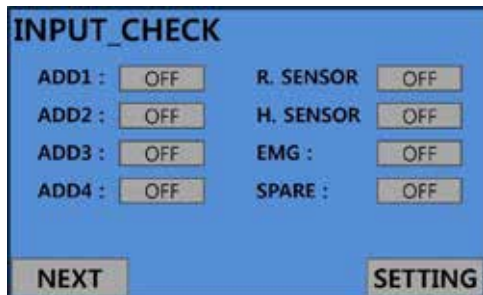 INPUT_CHECK
ADD1 : OFF R. SENSOR OFF
ADD2 : OFF H. SENSOR OFF
ADD3 : OFF EMG : OFF
ADD4 : OFF SPARE : OFF
NEXT SETTING